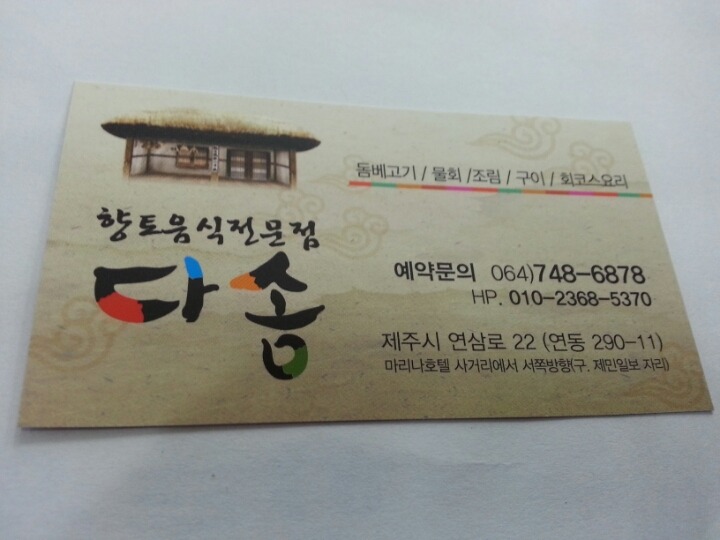 돔베고기 / 물회 /조림 / 구이 / 회코스요리
향토음식전문점
다솜
예약문의 064)748-6878
HP. 010-2368-5370
제주시 연삼로 22 (연동 290-11)
마리나호텔 사거리에서 서쪽방향(구. 제민일보 자리)